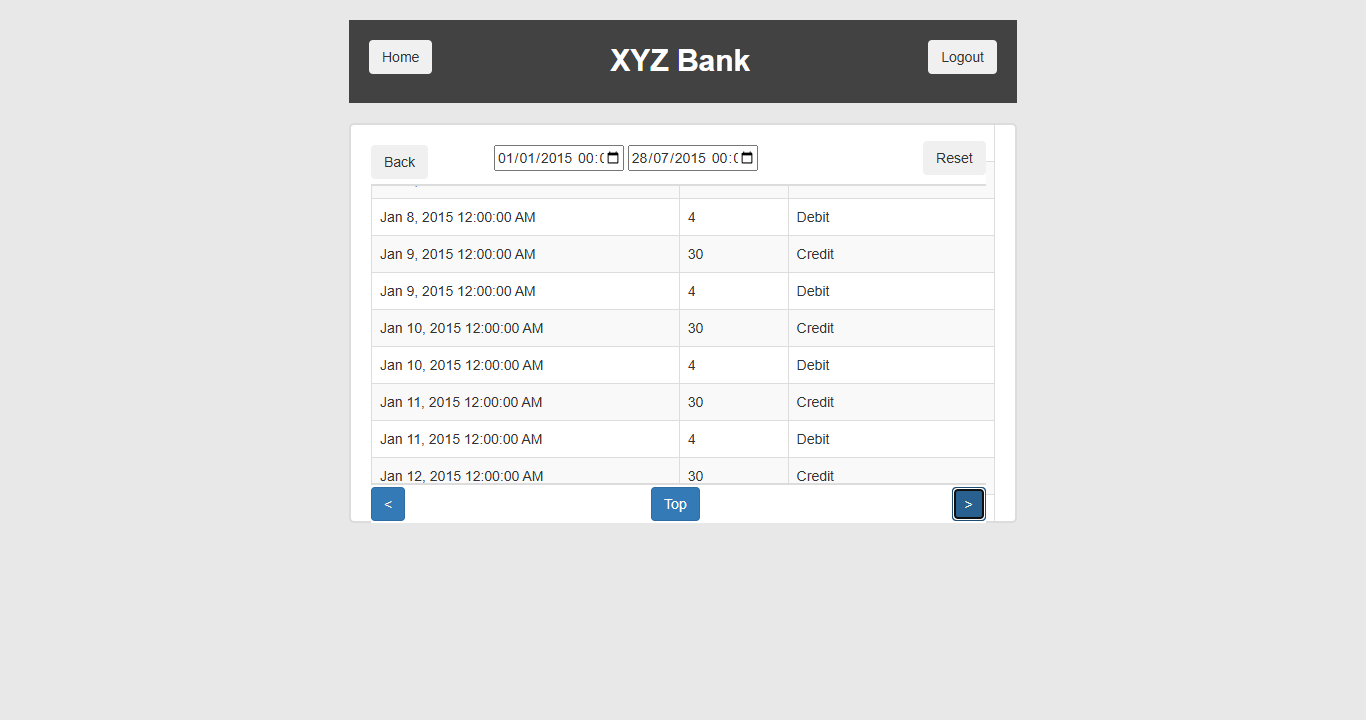 Home XYZ Bank Logout
Back 01/01/2015 00: 28/07/2015 00: Reset
Jan 8, 2015 12:00:00 AM 4 Debit
Jan 9, 2015 12:00:00 AM 30 Credit
Jan 9, 2015 12:00:00 AM 4 Debit
Jan 10, 2015 12:00:00 AM 30 Credit
Jan 10, 2015 12:00:00 AM 4 Debit
Jan 11, 2015 12:00:00 AM 30 Credit
Jan 11, 2015 12:00:00 AM 4 Debit
Jan 12, 2015 12:00:00 AM 30 Credit
< Top >